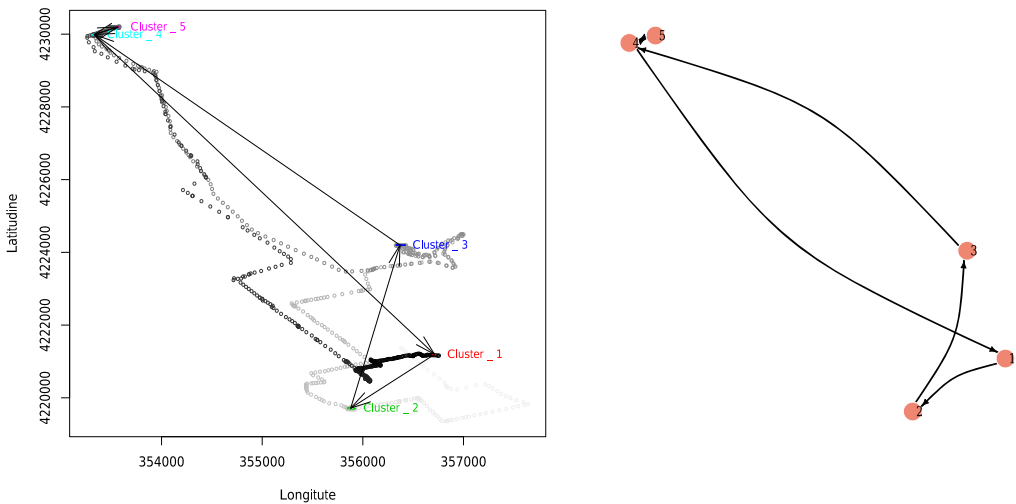 Cluster _ 5
Cluster _ 4
Cluster _ 3
Cluster _ 1
Cluster _ 2
4230000
4228000
4226000
4224000
4222000
4220000
Latitudine
354000 355000 356000 357000
Longitute
5
4
3
1
2